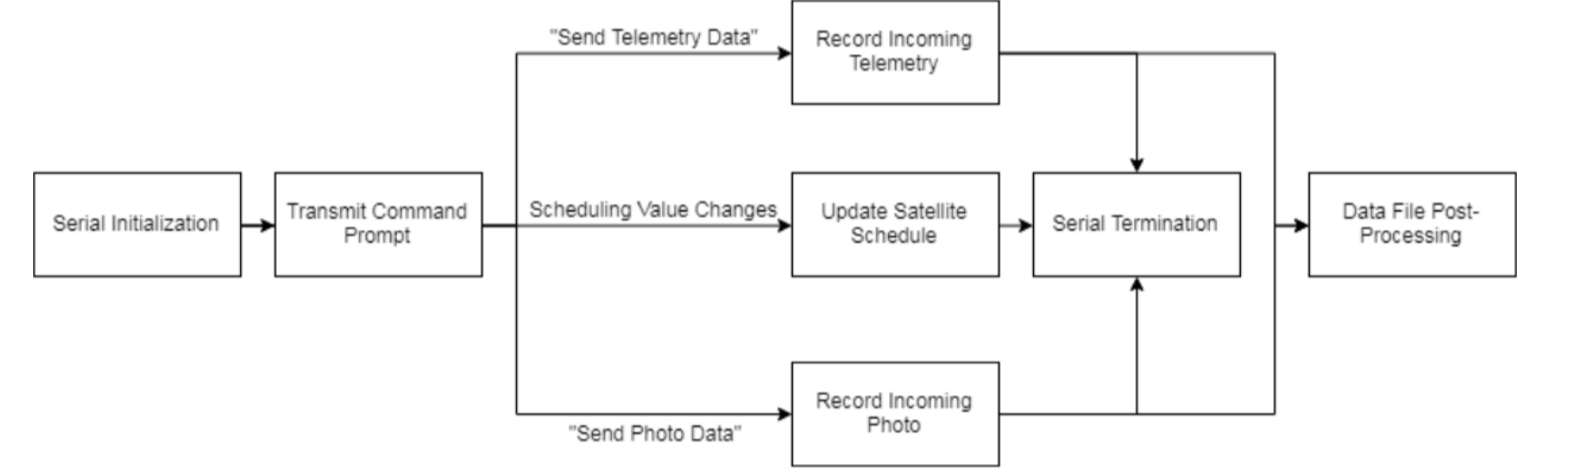 "Send Telemetry Data"
Record Incoming
Telemetry
Serial Initialization
Transmit Command
Prompt
Scheduling Value Changes
Update Satellite
Schedule
Serial Termination
Data File Post-
Processing
"Send Photo Data"
Record Incoming
Photo